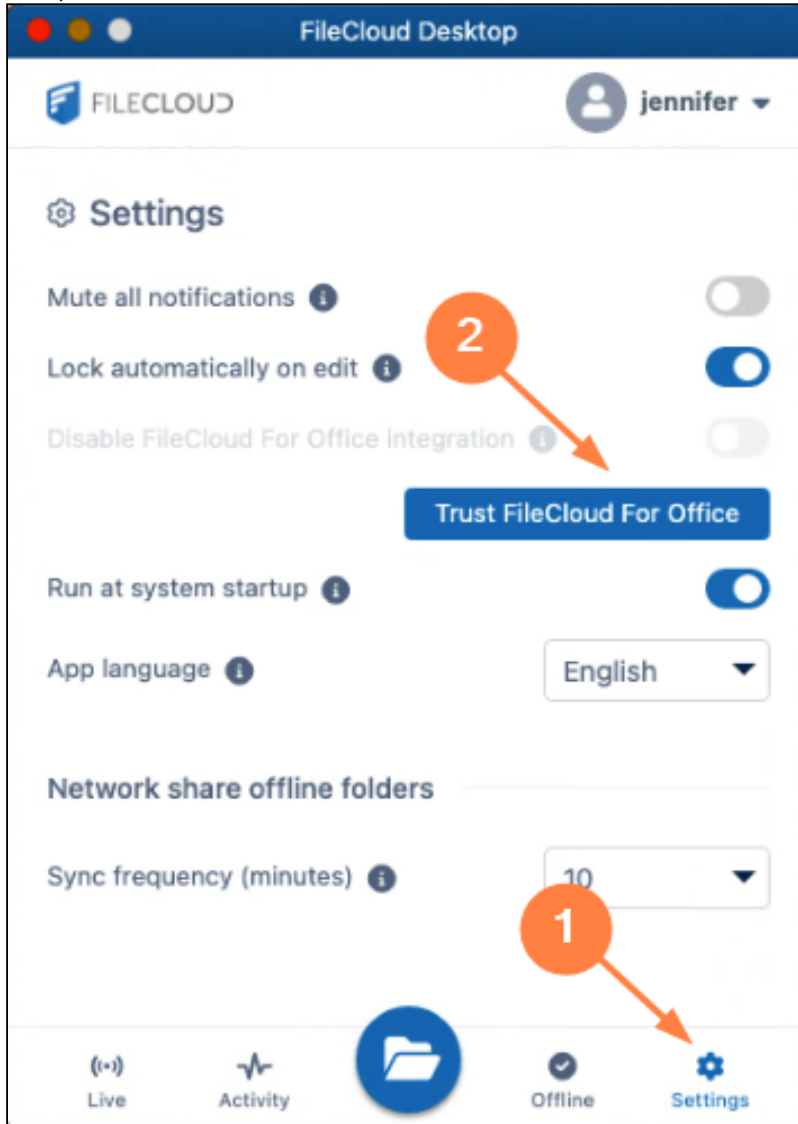 FileCloud Desktop
FILECLOUD
jennifer
Settings
Mute all notifications
2
Lock automatically on edit
Disable FileCloud For Office integration
Trust FileCloud For Office
Run at system startup
App language
English
Network share offline folders
Sync frequency (minutes)
10
1
Live
Activity
Offline
Settings